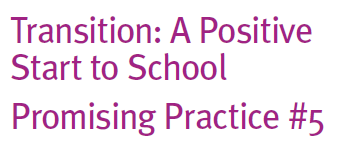 Transition: A Positive
Start to School
Promising Practice #5